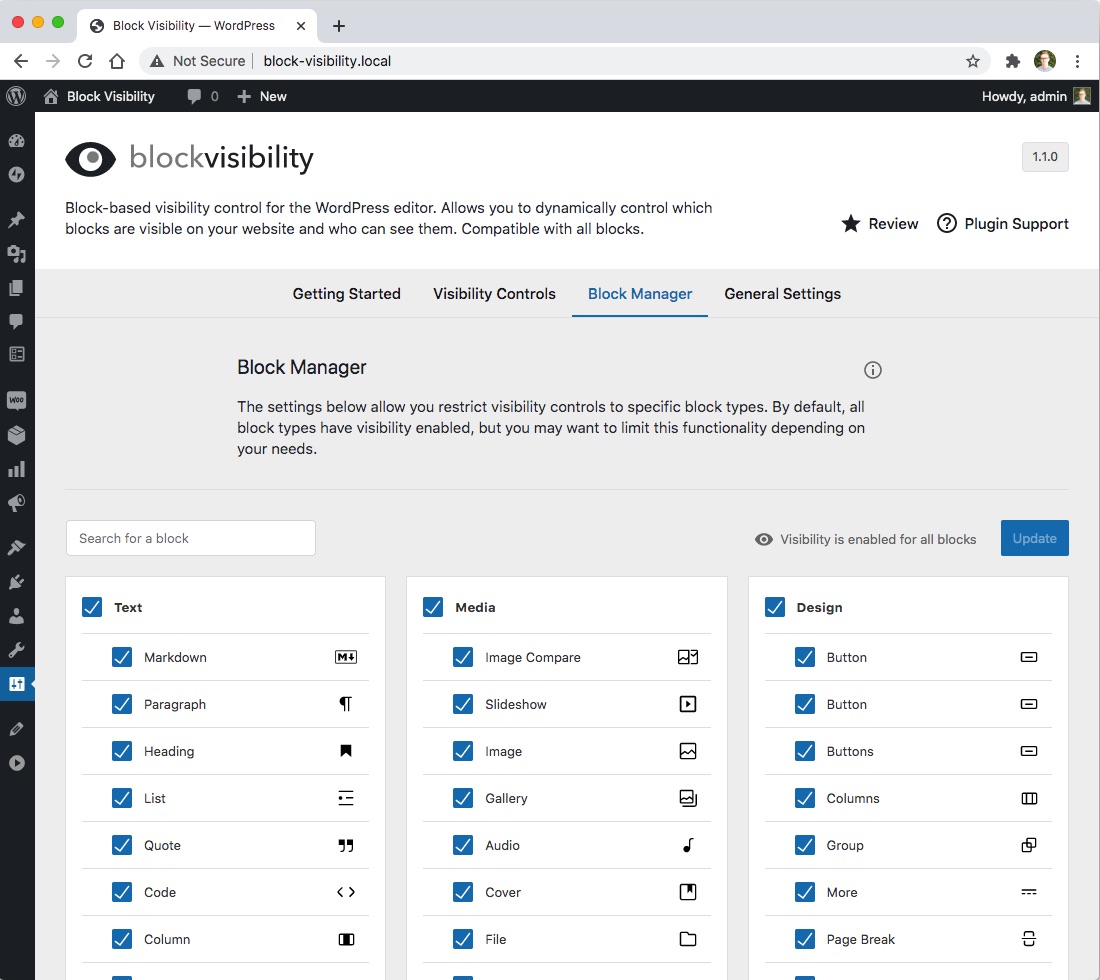 Block Visibility — WordPress
Not Secure
block-visibility.local
Block Visibility
0
New
Howdy, admin
blockvisibility
1.1.0
Block-based visibility control for the WordPress editor. Allows you to dynamically control which
blocks are visible on your website and who can see them. Compatible with all blocks.
Review
Plugin Support
Getting Started
Visibility Controls
Block Manager
General Settings
Block Manager
The settings below allow you restrict visibility controls to specific block types. By default, all
block types have visibility enabled, but you may want to limit this functionality depending on
your needs.
Search for a block
Visibility is enabled for all blocks
Update
Text
Markdown
M
Paragraph
Heading
List
Quote
Code
Column
Media
Image Compare
Slideshow
Image
Gallery
Audio
Cover
File
Design
Button
Button
Buttons
Columns
Group
More
Page Break
WOO